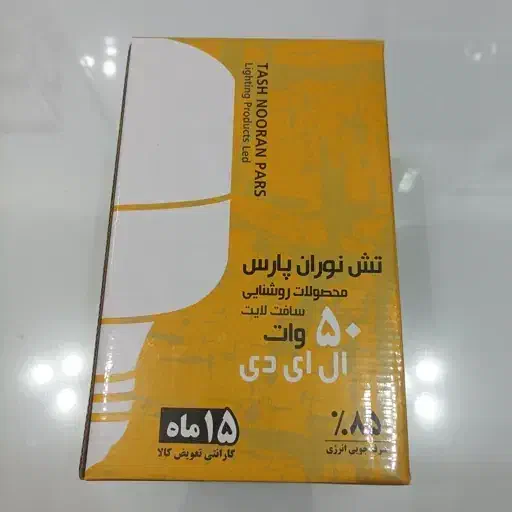 TASH NOORAN PARS
Lighting Products Led
تش نوران پارس
محصولات روشنایی
سافت لایت
۵۰ وات
ال ای دی
۱۵ ماه
گارانتی تعویض کالا
٪۸۵
صرفه جویی انرژی